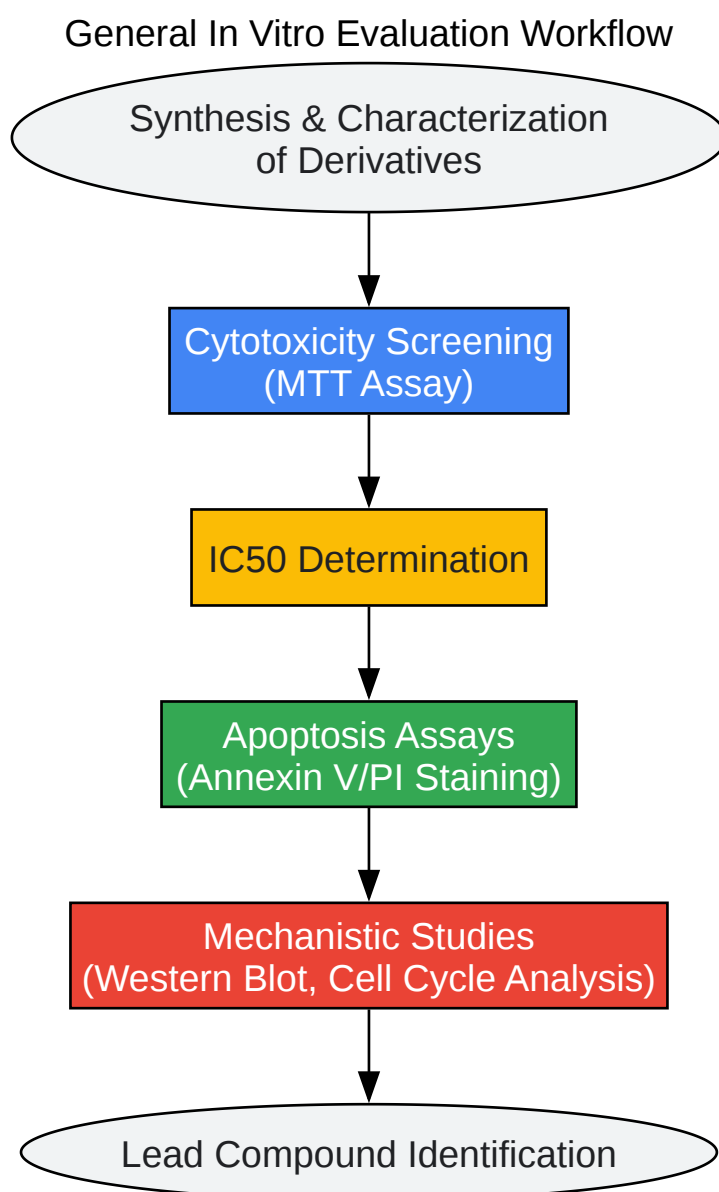 General In Vitro Evaluation Workflow
Synthesis & Characterization
of Derivatives
Cytotoxicity Screening
(MTT Assay)
IC50 Determination
Apoptosis Assays
(Annexin V/PI Staining)
Mechanistic Studies
(Western Blot, Cell Cycle Analysis)
Lead Compound Identification